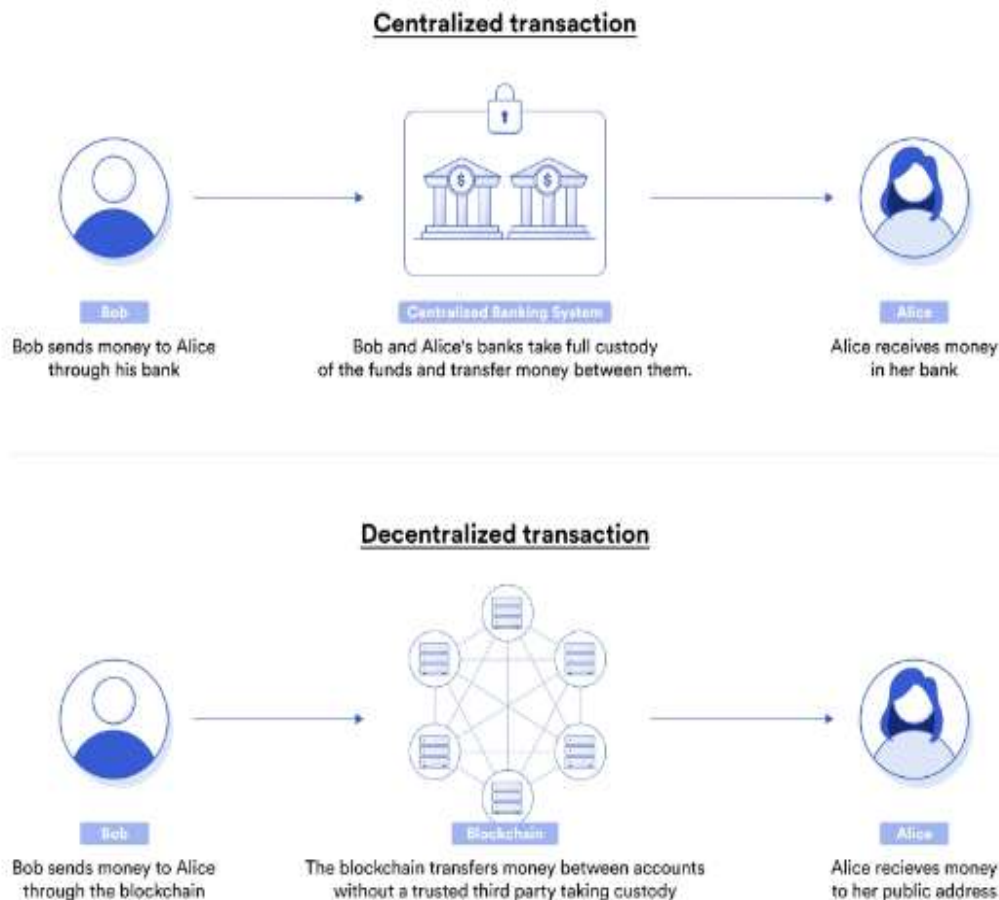 Centralized transaction
$ $
Bob
Centralized Banking System
Alice
Bob sends money to Alice
through his bank
Bob and Alice's banks take full custody
of the funds and transfer money between them.
Alice receives money
in her bank
Decentralized transaction
Bob
Blockchain
Alice
Bob sends money to Alice
through the blockchain
The blockchain transfers money between accounts
without a trusted third party taking custody
Alice recieves money
to her public address